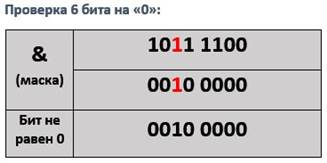 Проверка 6 бита на «0»:
& (маска)
1011 1100
0010 0000
Бит не равен 0
0010 0000